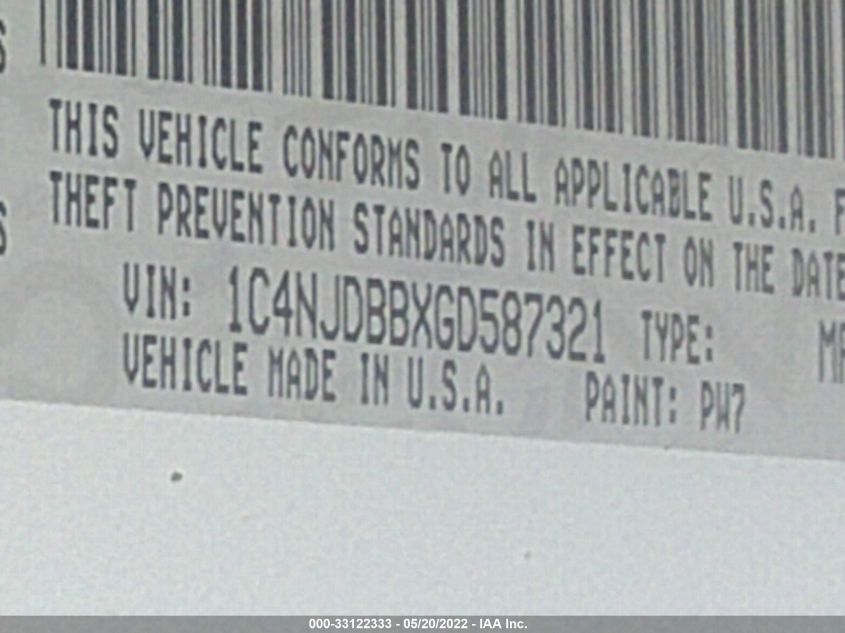 THIS VEHICLE CONFORMS TO ALL APPLICABLE U.S.A. F
THEFT PREVENTION STANDARDS IN EFFECT ON THE DATE
VIN: 1C4NJDBBXGD587321 TYPE:
VEHICLE MADE IN U.S.A. PAINT: PW7
000-33122333 - 05/20/2022 - IAA Inc.